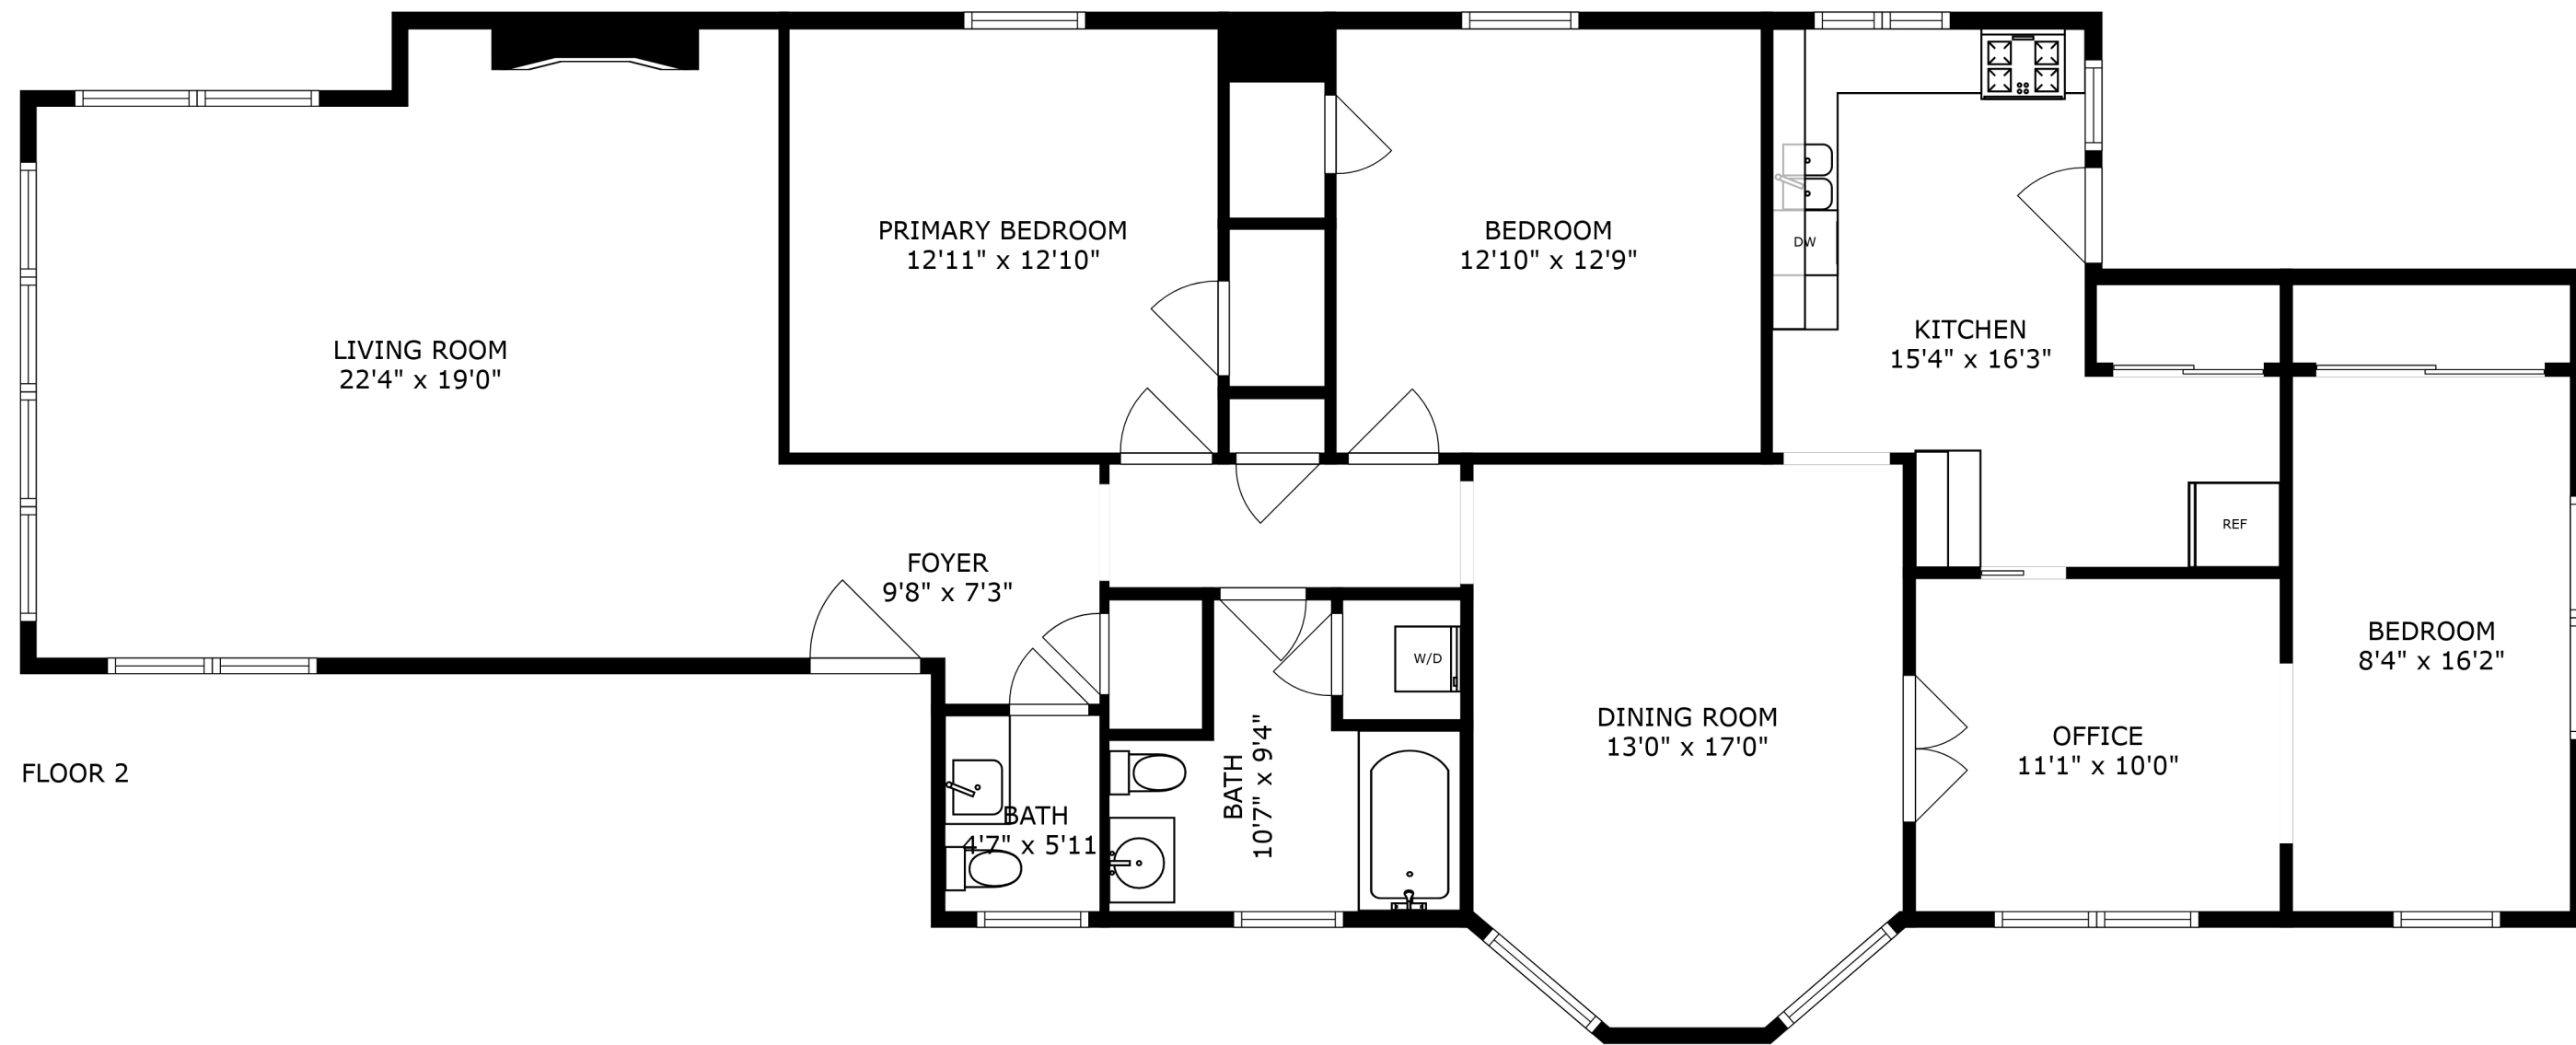 PRIMARY BEDROOM
12'11" x 12'10"
BEDROOM
12'10" x 12'9"
DW
KITCHEN
15'4" x 16'3"
LIVING ROOM
22'4" x 19'0"
REF
FOYER
9'8" x 7'3"
BEDROOM
8'4" x 16'2"
W/D
DINING ROOM
13'0" x 17'0"
OFFICE
11'1" x 10'0"
FLOOR 2
BATH
10'7" x 9'4"
BATH
4'7" x 5'11